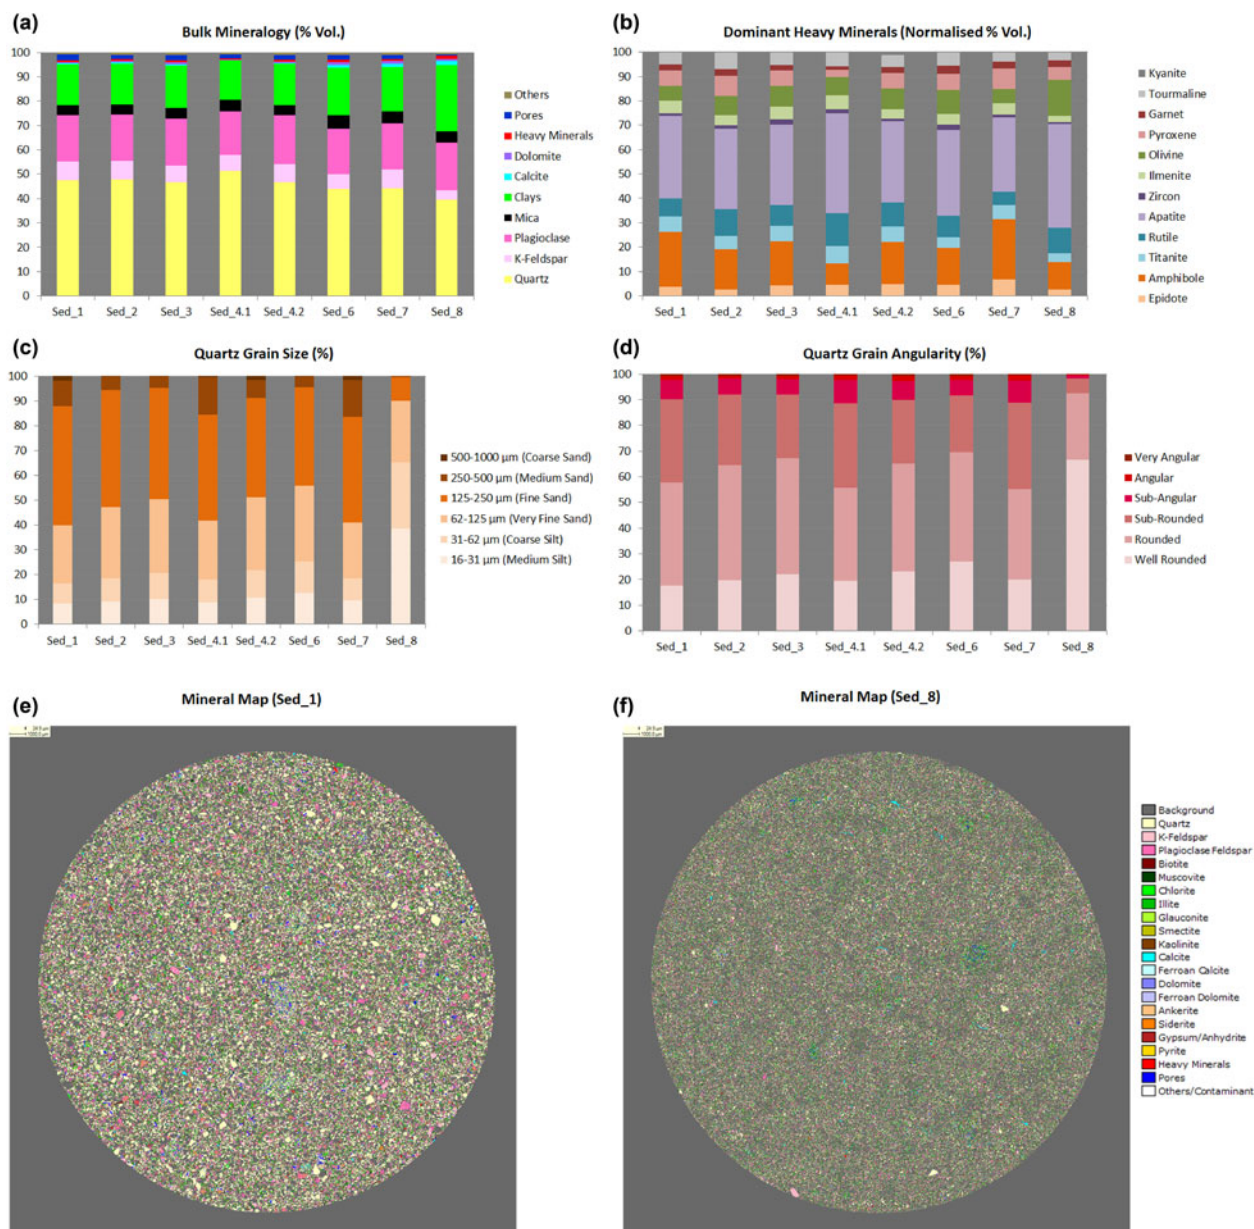 (a)
Bulk Mineralogy (% Vol.)
100
90
80
70
60
50
40
30
20
10
0
Sed_1 Sed_2 Sed_3 Sed_4.1 Sed_4.2 Sed_6 Sed_7 Sed_8
Others
Pores
Heavy Minerals
Dolomite
Calcite
Clays
Mica
Plagioclase
K-Feldspar
Quartz
(b)
Dominant Heavy Minerals (Normalised % Vol.)
100
90
80
70
60
50
40
30
20
10
0
Sed_1 Sed_2 Sed_3 Sed_4.1 Sed_4.2 Sed_6 Sed_7 Sed_8
Kyanite
Tourmaline
Garnet
Pyroxene
Olivine
Ilmenite
Zircon
Apatite
Rutile
Titanite
Amphibole
Epidote
(c)
Quartz Grain Size (%)
100
90
80
70
60
50
40
30
20
10
0
Sed_1 Sed_2 Sed_3 Sed_4.1 Sed_4.2 Sed_6 Sed_7 Sed_8
500-1000 µm (Coarse Sand)
250-500 µm (Medium Sand)
125-250 µm (Fine Sand)
62-125 µm (Very Fine Sand)
31-62 µm (Coarse Silt)
16-31 µm (Medium Silt)
(d)
Quartz Grain Angularity (%)
100
90
80
70
60
50
40
30
20
10
0
Sed_1 Sed_2 Sed_3 Sed_4.1 Sed_4.2 Sed_6 Sed_7 Sed_8
Very Angular
Angular
Sub-Angular
Sub-Rounded
Rounded
Well Rounded
(e)
Mineral Map (Sed_1)
(f)
Mineral Map (Sed_8)
Background
Quartz
K-Feldspar
Plagioclase Feldspar
Biotite
Muscovite
Chlorite
Illite
Glauconite
Smectite
Kaolinite
Calcite
Ferroan Calcite
Dolomite
Ferroan Dolomite
Ankerite
Siderite
Gypsum/Anhydrite
Pyrite
Heavy Minerals
Pores
Others/Contaminant